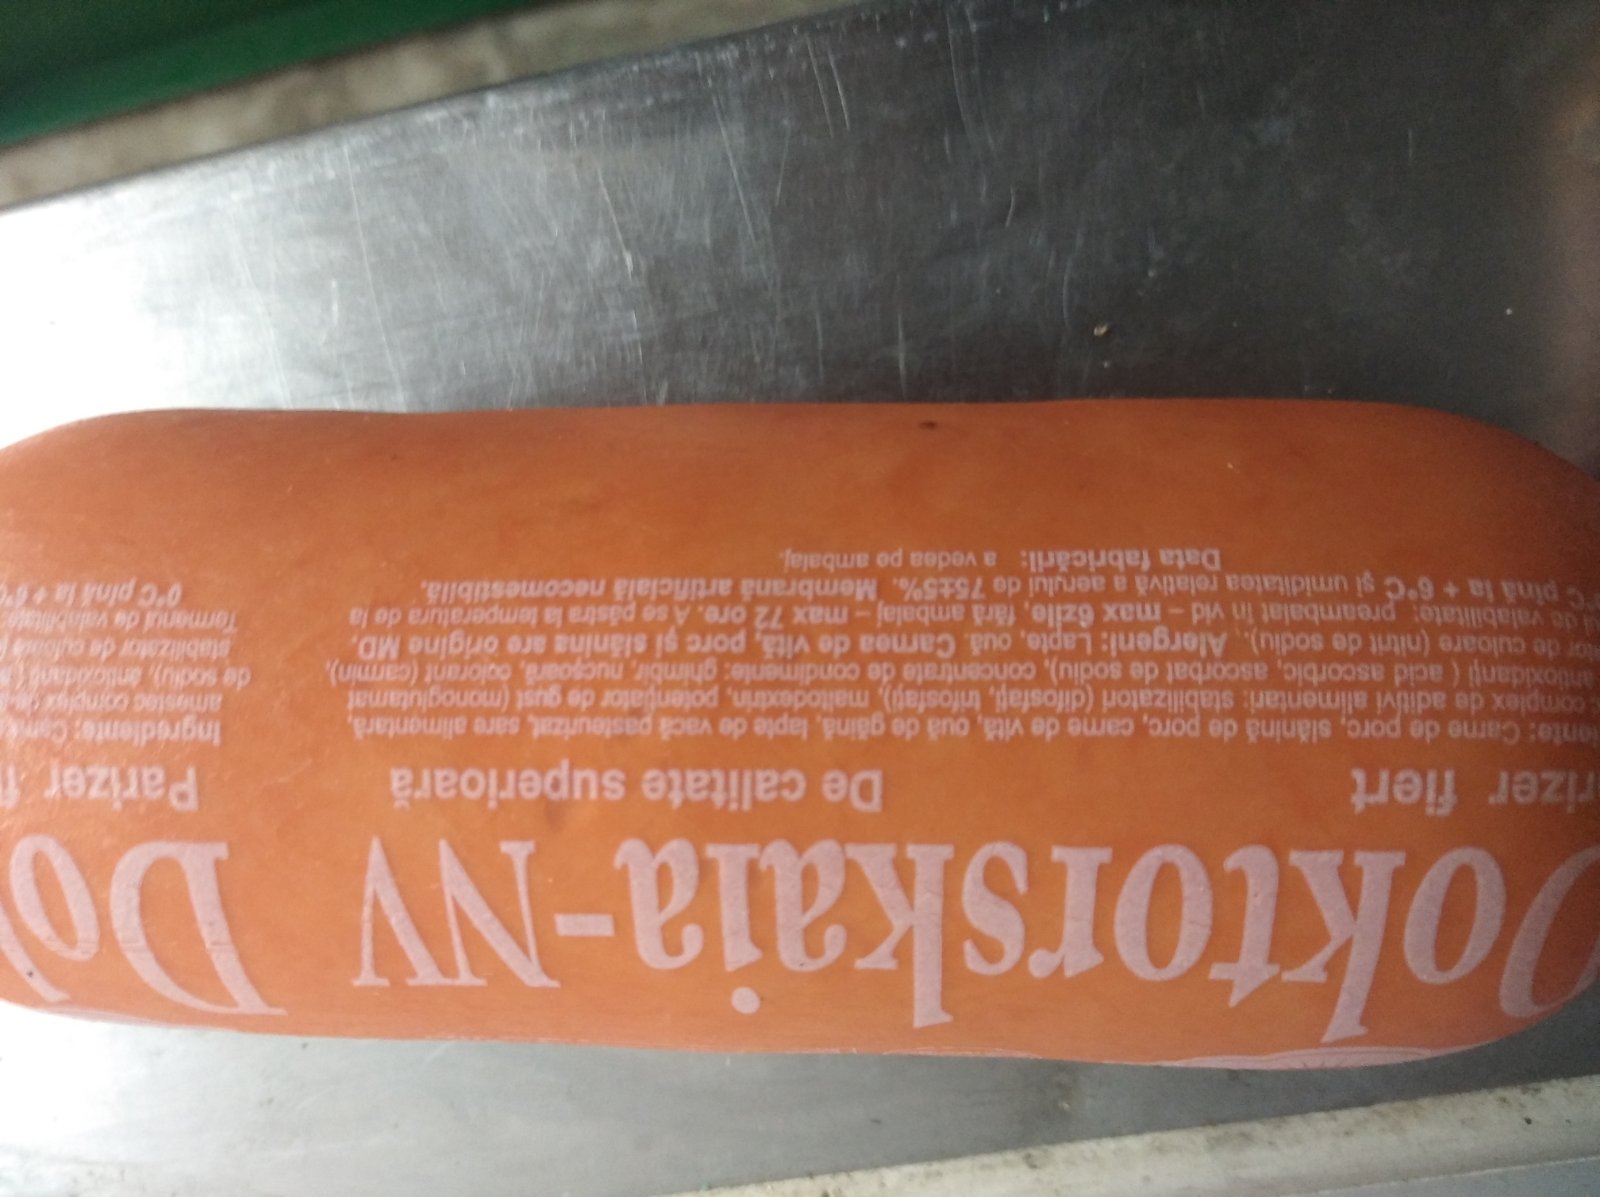 Doktorskaia-NV
Parizer fiert De calitate superioară
Carne de porc, slănină de porc, carne de vită, ouă de găină, lapte de vacă pasteurizat, sare alimentară,
complex de aditivi alimentari: stabilizatori (difosfați, trifosfați), maltodextrin, potențiator de gust (monoglutamat
antioxidanți ( acid ascorbic, ascorbat de sodiu), concentrate de condimente: ghimbir, nucșoară, colorant (carmin),
de culoare (nitrit de sodiu). Alergeni: Lapte, ouă. Carnea de vită, porc și slănina are origine MD.
de valabilitate: preambalat in vid – max 6zile, fără ambalaj – max 72 ore. A se păstra la temperatura de la
0°C pînă la + 6°C și umiditatea relativă a aerului de 75±5%. Membrană artificială necomestibilă.
Data fabricării: a vedea pe ambalaj.
Do
Parizer
Ingrediente:
amestec complex de
de sodiu), antioxidanți
stabilizator de culoare
Termenul de valabilitate
0°C pînă la + 6°C